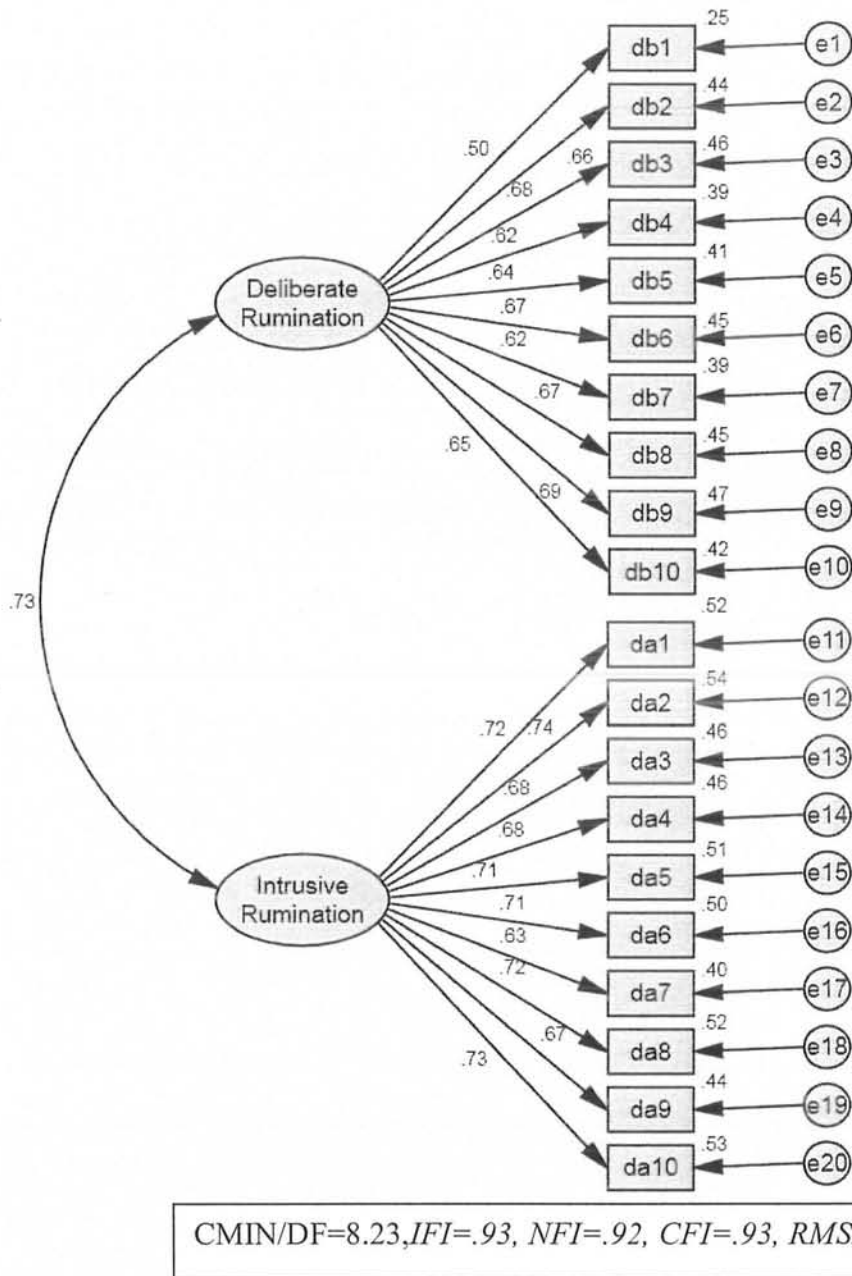 .25
db1
e1
.44
db2
e2
.50
.66
.46
db3
e3
.68
.39
db4
e4
.62
.41
db5
e5
.64
Deliberate
Rumination
.67
.45
db6
e6
.62
.39
db7
e7
.67
.45
db8
e8
.65
.69
.47
db9
e9
.42
db10
e10
.73
.52
da1
e11
.54
da2
e12
.72
.74
.46
da3
e13
.68
.46
da4
e14
.68
.51
da5
e15
.71
Intrusive
Rumination
.71
.50
da6
e16
.63
.40
da7
e17
.72
.52
da8
e18
.67
.44
da9
e19
.73
.53
da10
e20
CMIN/DF=8.23,IFI=.93, NFI=.92, CFI=.93, RMS